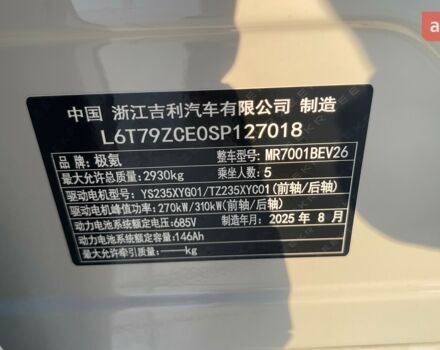 中国 浙江吉利汽车有限公司 制造
L6T79ZCE0SP127018
品牌：极氪 整车型号：MR7001BEV26
最大允许总质量：2930kg 乘坐人数：5
驱动电机型号：YS235XYG01/TZ235XYC01(前轴/后轴)
驱动电机峰值功率：270kW/310kW(前轴/后轴)
动力电池系统额定电压：685V 制造年月：2025 年 8 月
动力电池系统额定容量：146Ah
最大允许牵引质量：——kg
a